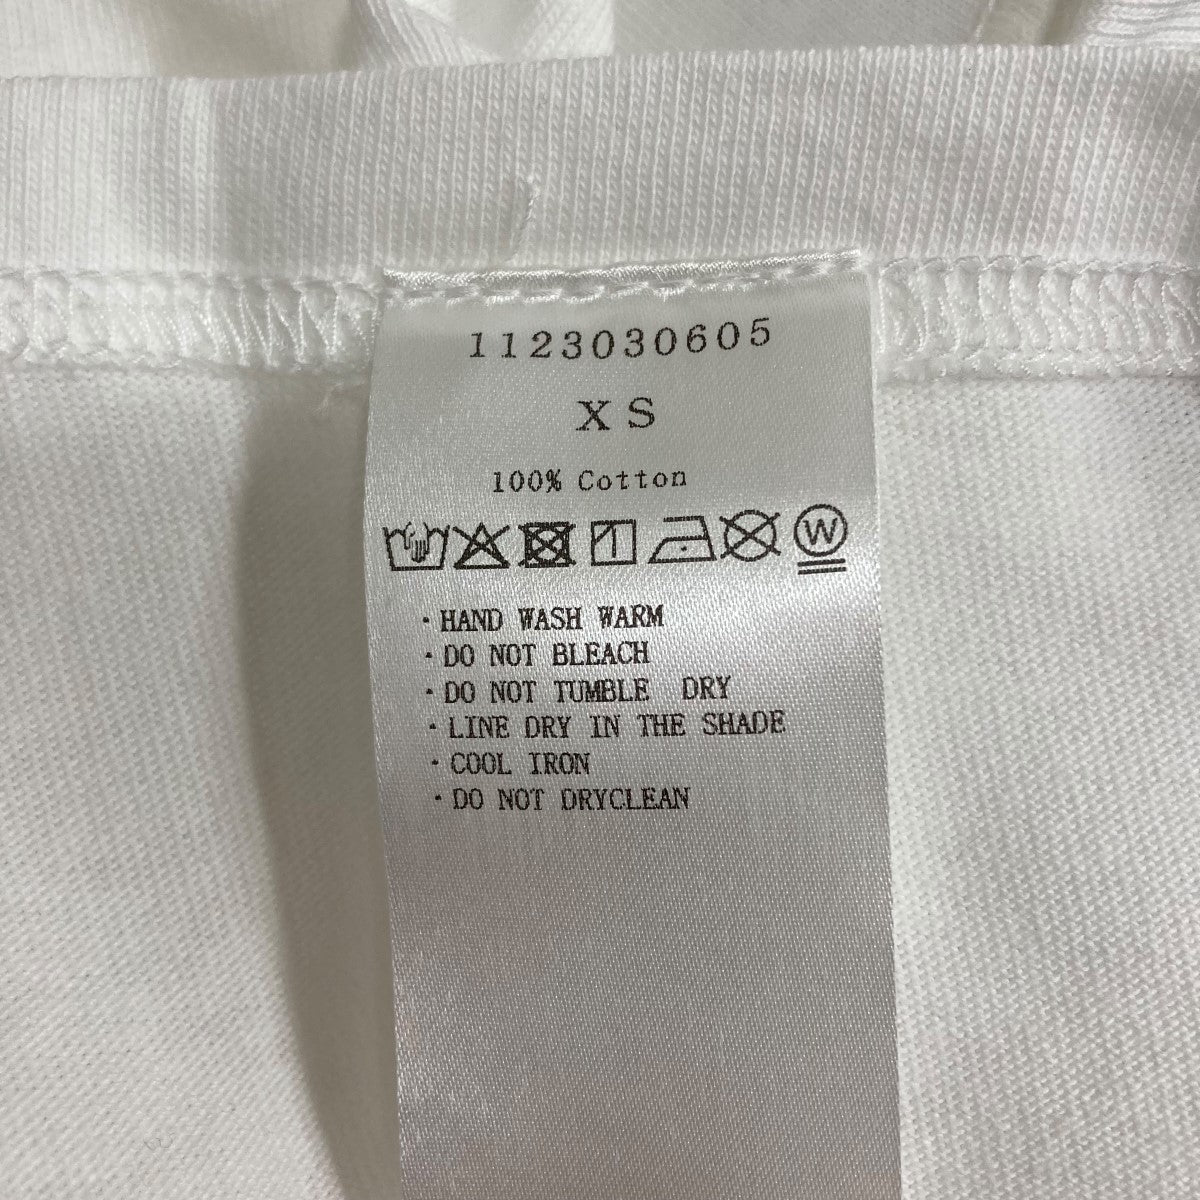 1123030605
XS
100% Cotton
W
・HAND WASH WARM
・DO NOT BLEACH
・DO NOT TUMBLE DRY
・LINE DRY IN THE SHADE
・COOL IRON
・DO NOT DRYCLEAN